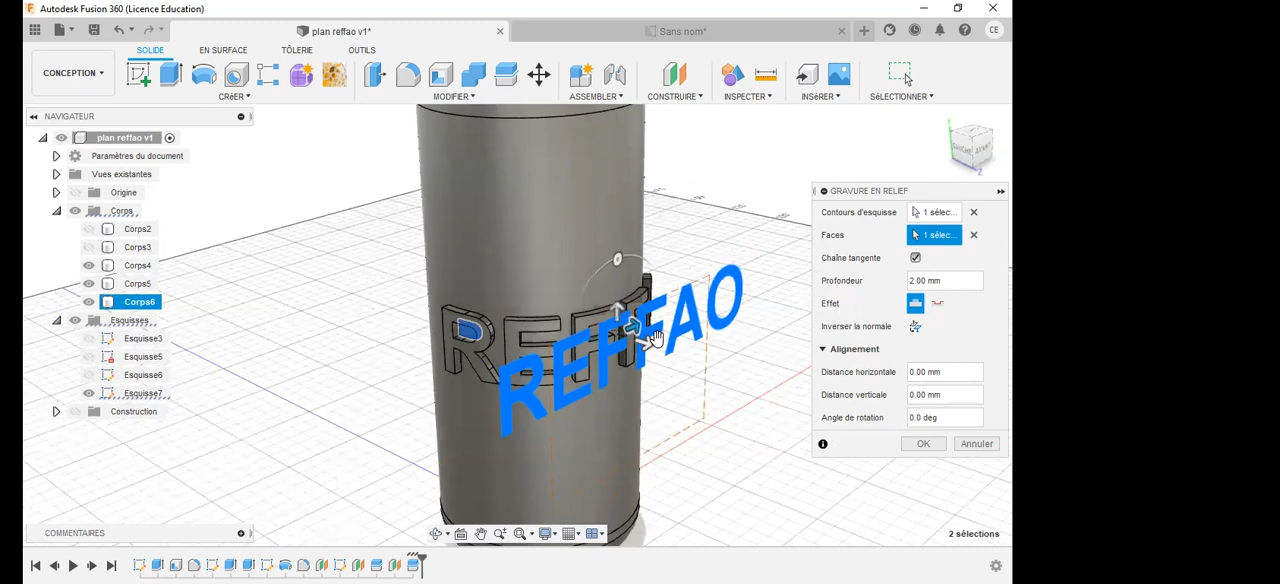 Autodesk Fusion 360 (Licence Education)
plan reffao v1*
Sans nom*
CE
SOLIDE
EN SURFACE
TÔLERIE
OUTILS
CONCEPTION
CRÉER
MODIFIER
ASSEMBLER
CONSTRUIRE
INSPECTER
INSÉRER
SÉLECTIONNER
NAVIGATEUR
plan reffao v1
Paramètres du document
Vues existantes
Origine
Corps
Corps2
Corps3
Corps4
Corps5
Corps6
Esquisses
Esquisse3
Esquisse5
Esquisse6
Esquisse7
Construction
REFFAO
GAUCHE
AVANT
Z
GRAVURE EN RELIEF
Contours d'esquisse
1 sélec...
Faces
1 sélec...
Chaîne tangente
Profondeur
2.00 mm
Effet
Inverser la normale
Alignement
Distance horizontale
0.00 mm
Distance verticale
0.00 mm
Angle de rotation
0.0 deg
OK
Annuler
COMMENTAIRES
2 sélections